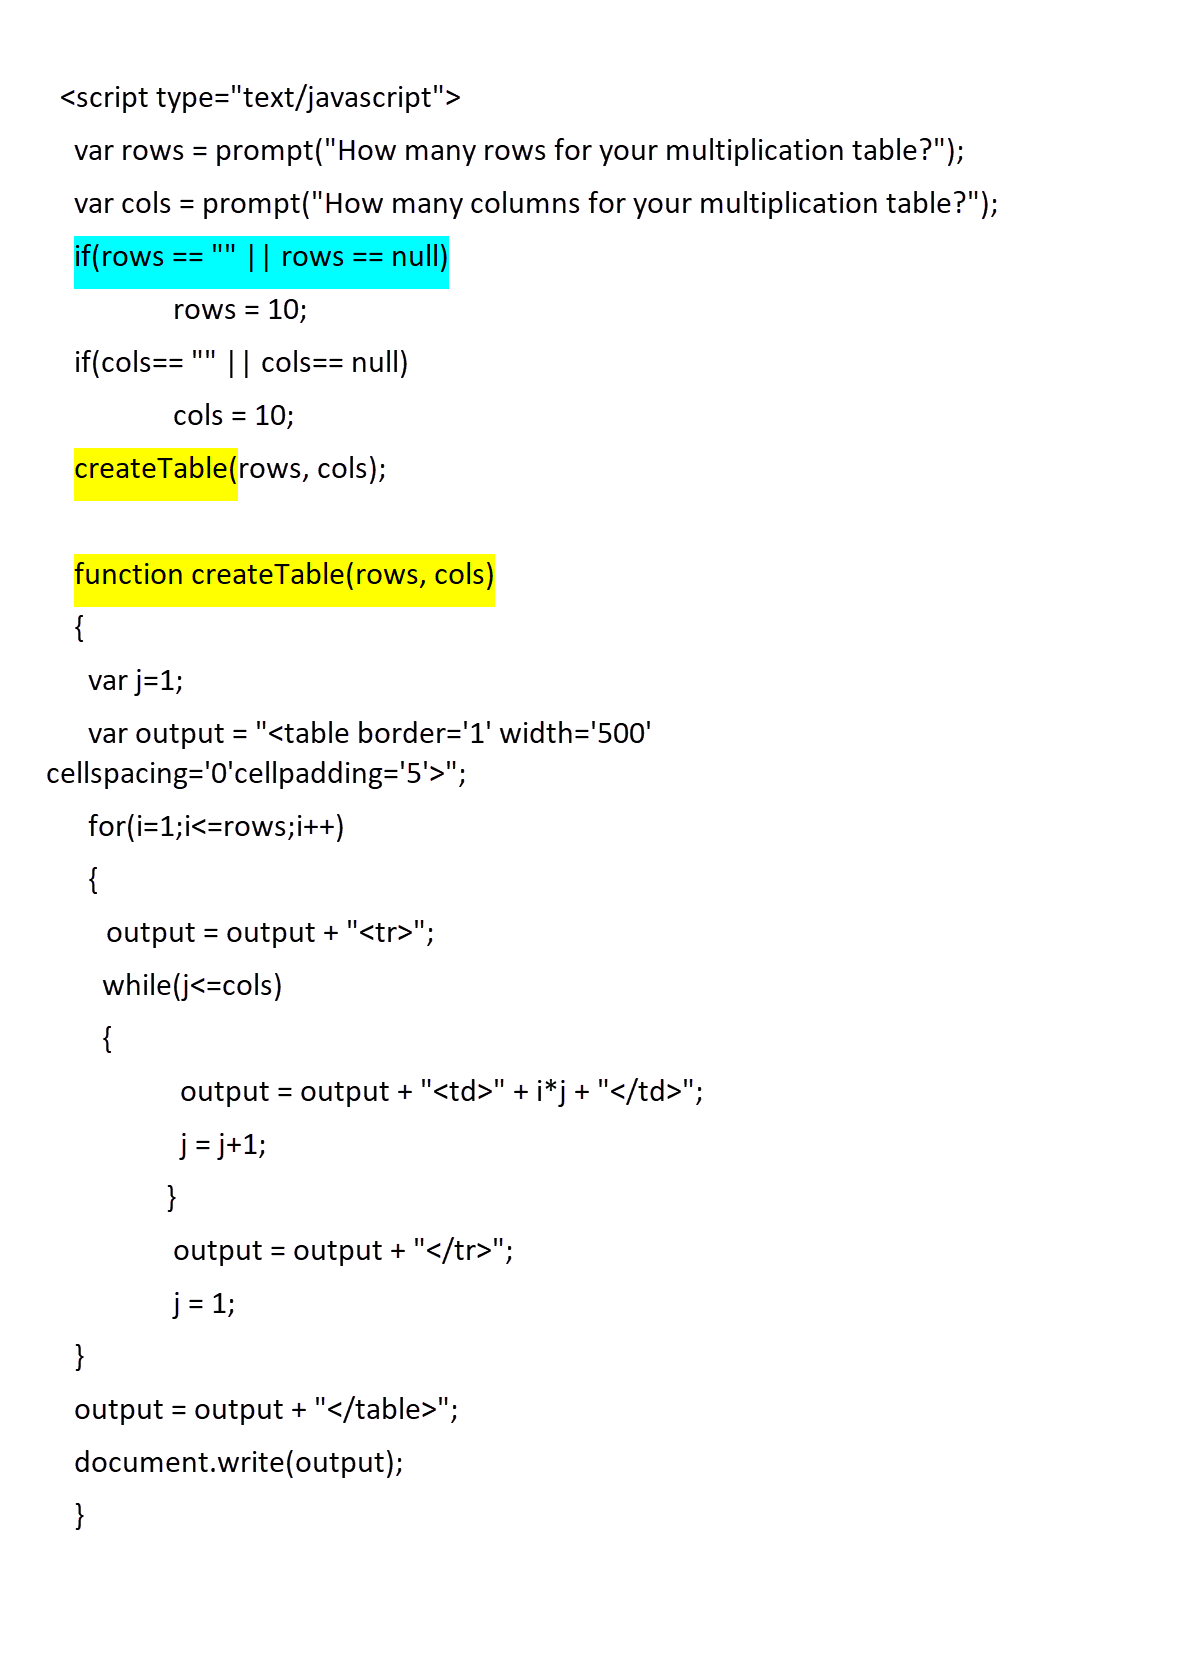 <script type="text/javascript">
var rows = prompt("How many rows for your multiplication table?");
var cols = prompt("How many columns for your multiplication table?");
if(rows == "" || rows == null)
rows = 10;
if(cols== "" || cols== null)
cols = 10;
createTable(rows, cols);
function createTable(rows, cols)
{
var j=1;
var output = "<table border='1' width='500'
cellspacing='0'cellpadding='5'>";
for(i=1;i<=rows;i++)
{
output = output + "<tr>";
while(j<=cols)
{
output = output + "<td>" + i*j + "</td>";
j = j+1;
}
output = output + "</tr>";
j = 1;
}
output = output + "</table>";
document.write(output);
}